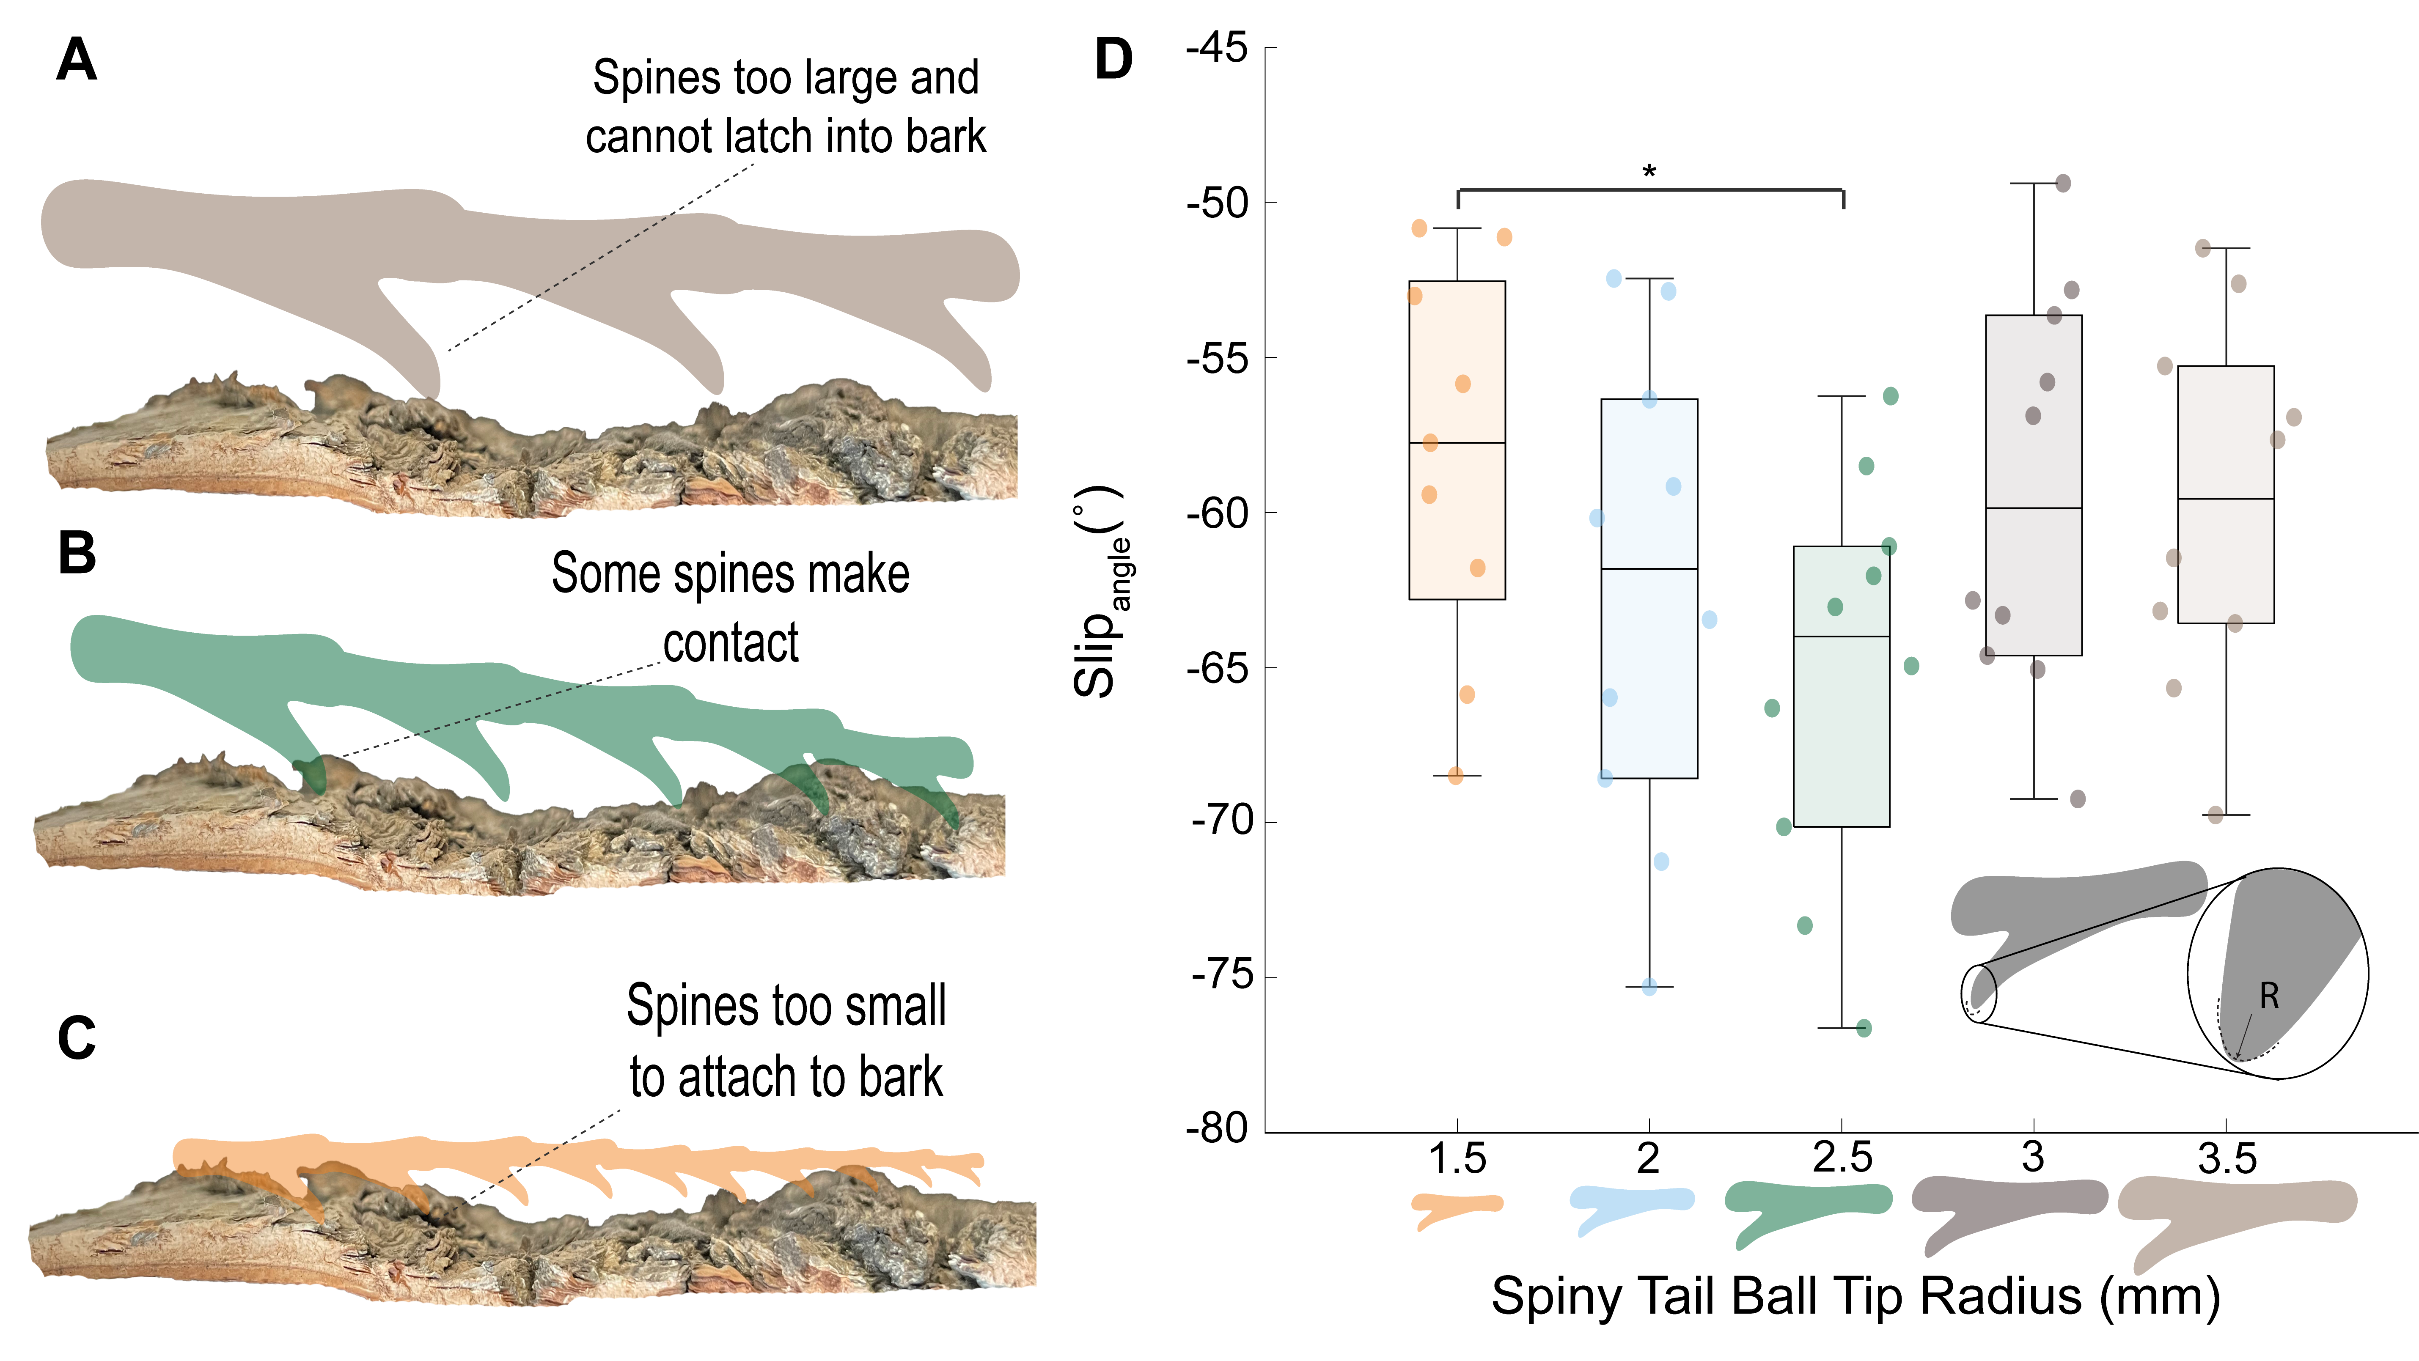 A
Spines too large and
cannot latch into bark
B
Some spines make
contact
C
Spines too small
to attach to bark
D
-45
-50
-55
-60
-65
-70
-75
-80
Slip angle (°)
*
R
1.5 2 2.5 3 3.5
Spiny Tail Ball Tip Radius (mm)